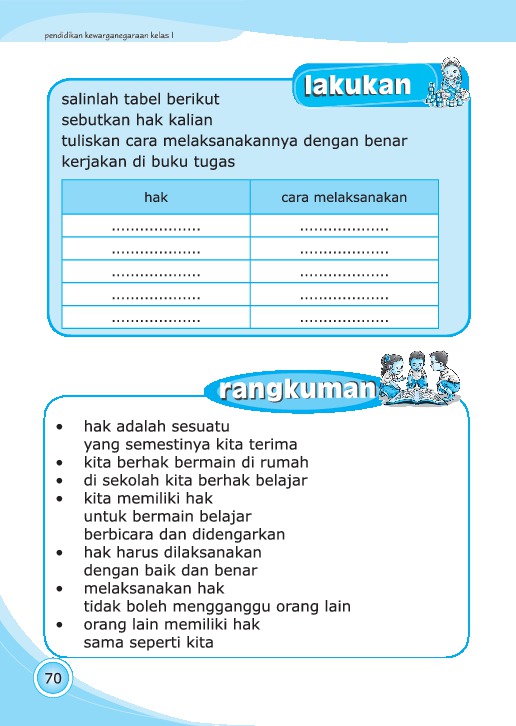 pendidikan kewarganegaraan kelas I
lakukan
salinlah tabel berikut
sebutkan hak kalian
tuliskan cara melaksanakannya dengan benar
kerjakan di buku tugas
hak cara melaksanakan
................... ...................
................... ...................
................... ...................
................... ...................
................... ...................
rangkuman
• hak adalah sesuatu
yang semestinya kita terima
• kita berhak bermain di rumah
• di sekolah kita berhak belajar
• kita memiliki hak
untuk bermain belajar
berbicara dan didengarkan
• hak harus dilaksanakan
dengan baik dan benar
• melaksanakan hak
tidak boleh mengganggu orang lain
• orang lain memiliki hak
sama seperti kita
70